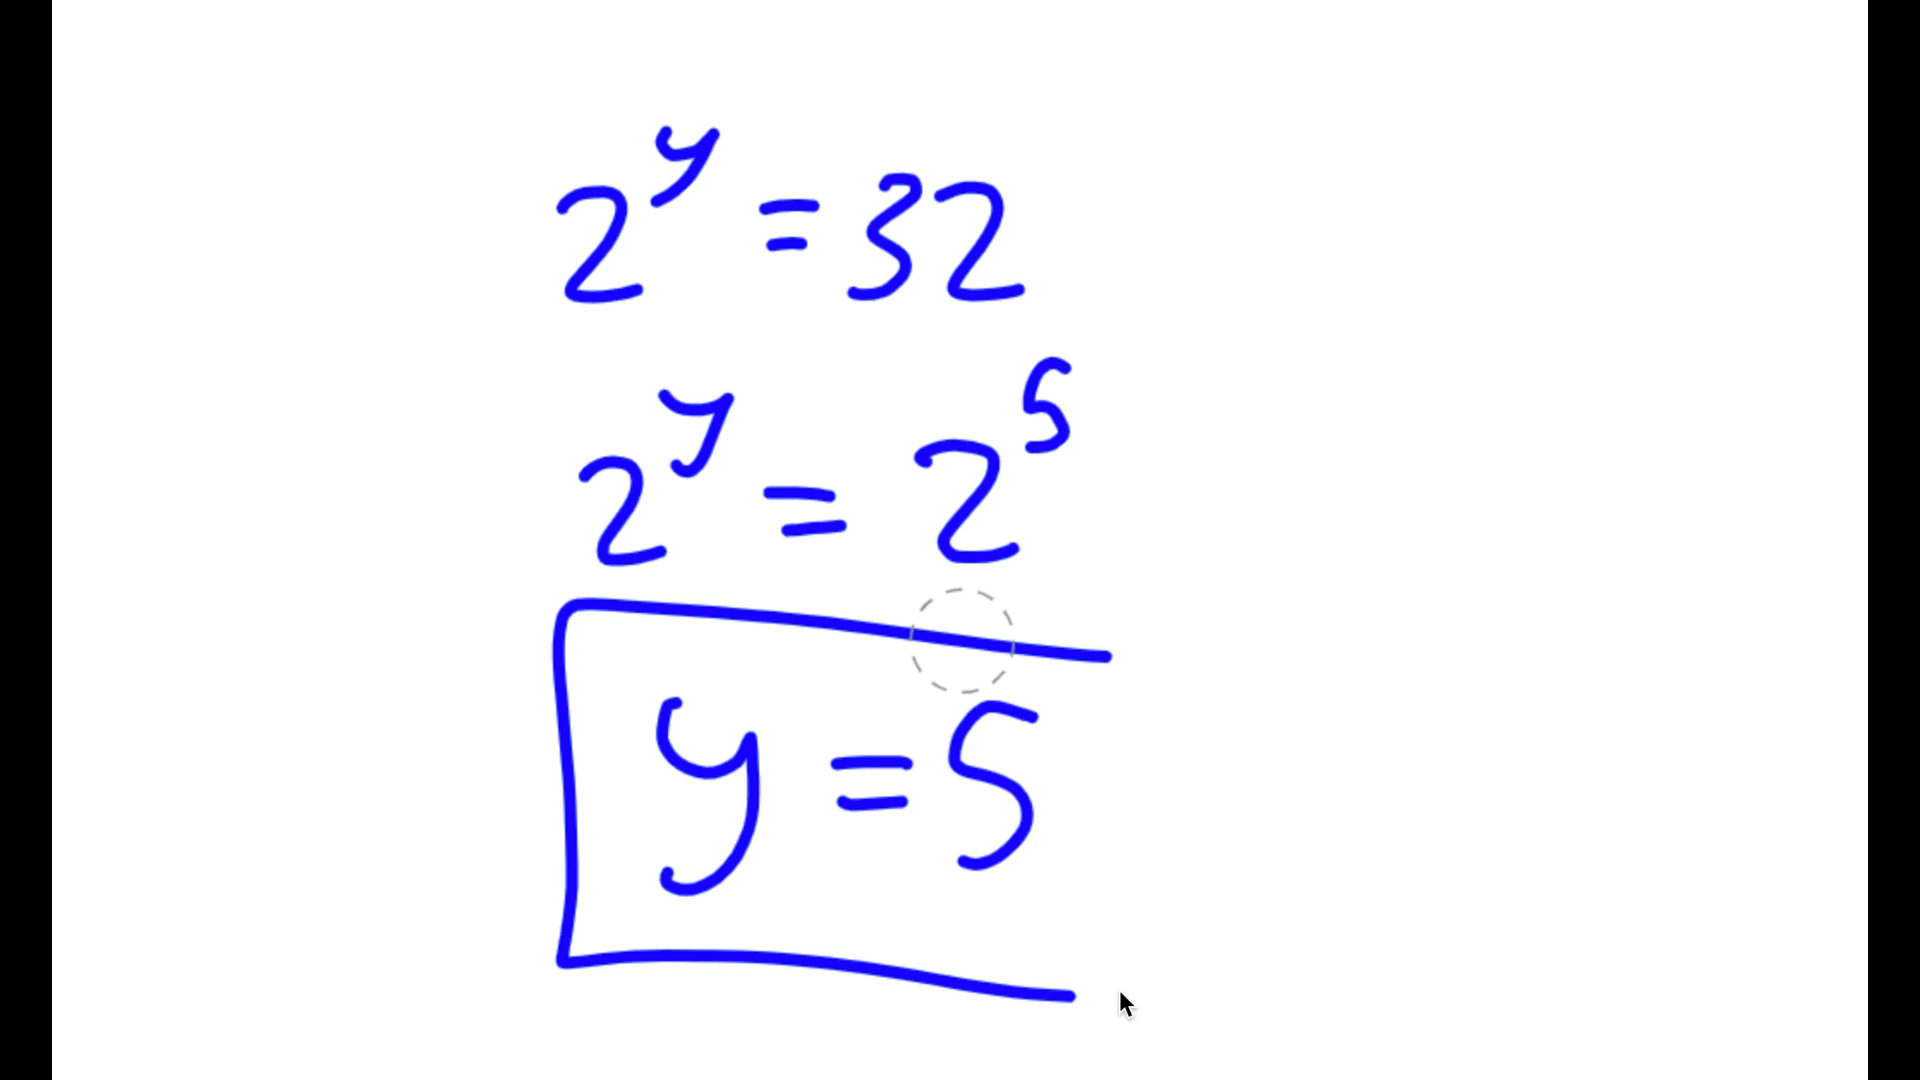 2^y = 32
2^y = 2^5
y = 5